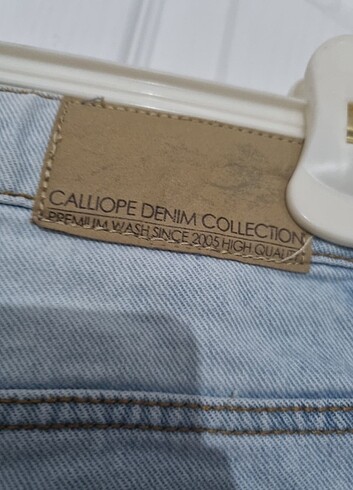 CALLIOPE DENIM COLLECTION
PREMIUM WASH SINCE 2005 HIGH QUALITY